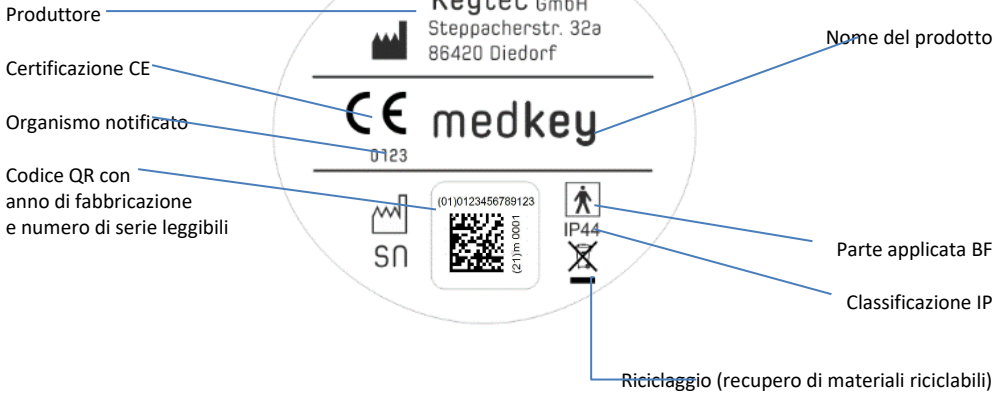 Produttore
Keytec GmbH
Steppacherstr. 32a
86420 Diedorf
Nome del prodotto
Certificazione CE
CE medkey
Organismo notificato
0123
Codice QR con
anno di fabbricazione
e numero di serie leggibili
(01)0123456789123
(21)m 0001
SN
IP44
Parte applicata BF
Classificazione IP
Riciclaggio (recupero di materiali riciclabili)